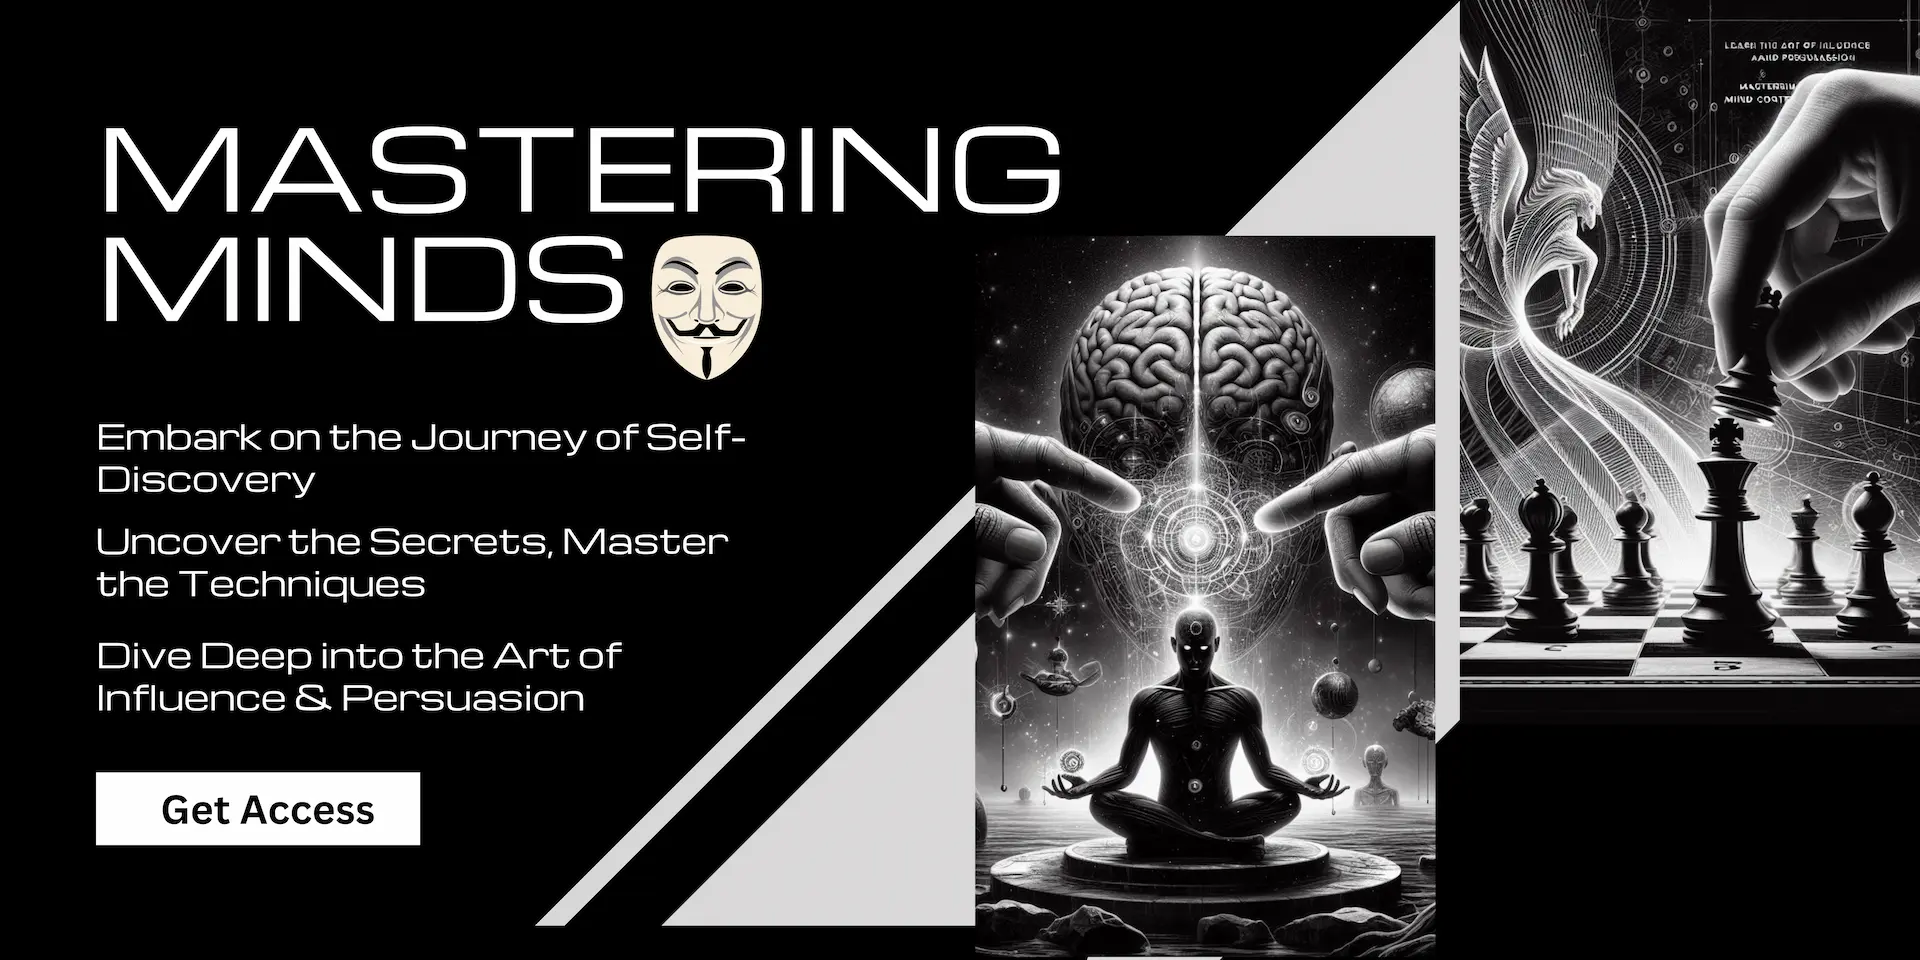 MASTERING
MINDS
Embark on the Journey of Self-
Discovery
Uncover the Secrets, Master
the Techniques
Dive Deep into the Art of
Influence & Persuasion
Get Access